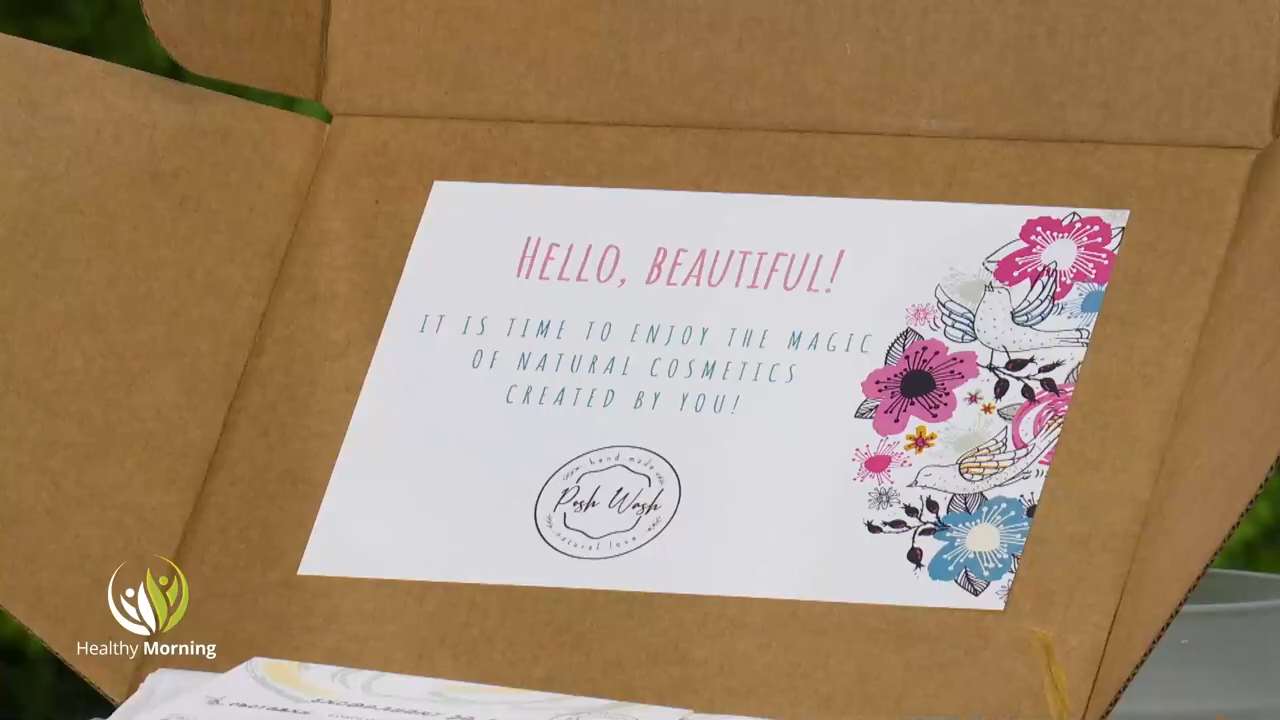 HELLO, BEAUTIFUL!
IT IS TIME TO ENJOY THE MAGIC
OF NATURAL COSMETICS
CREATED BY YOU!
hand made
Posh Wash
natural love
Healthy Morning